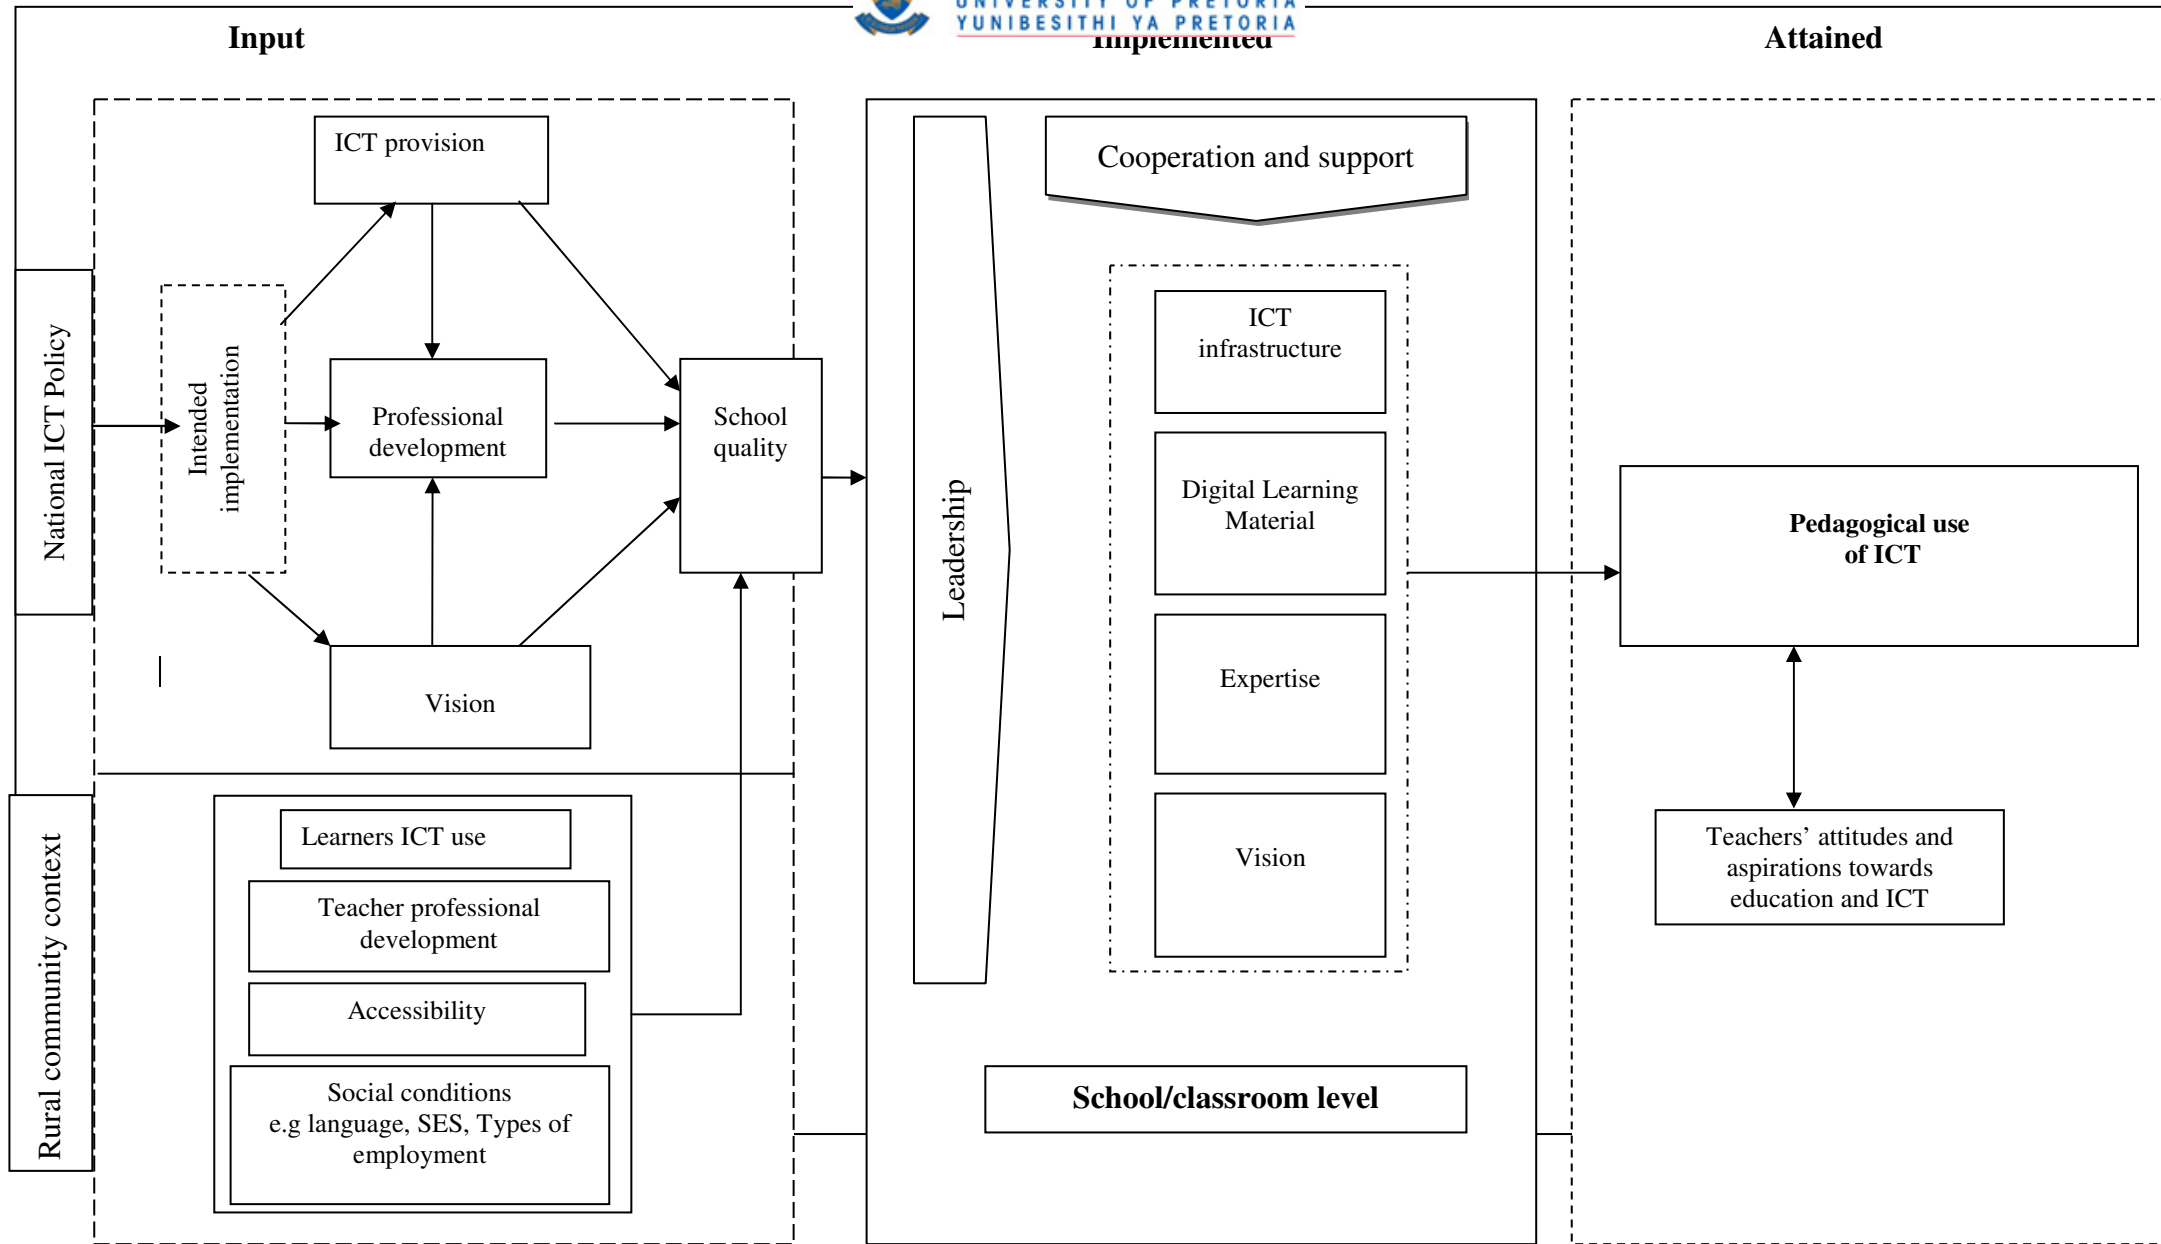 UNIVERSITY OF PRETORIA
YUNIBESITHI YA PRETORIA
Input
Implemented
Attained
National ICT Policy
Intended
implementation
ICT provision
Professional
development
Vision
School
quality
Rural community context
Learners ICT use
Teacher professional
development
Accessibility
Social conditions
e.g language, SES, Types of
employment
Leadership
Cooperation and support
ICT
infrastructure
Digital Learning
Material
Expertise
Vision
School/classroom level
Pedagogical use
of ICT
Teachers’ attitudes and
aspirations towards
education and ICT